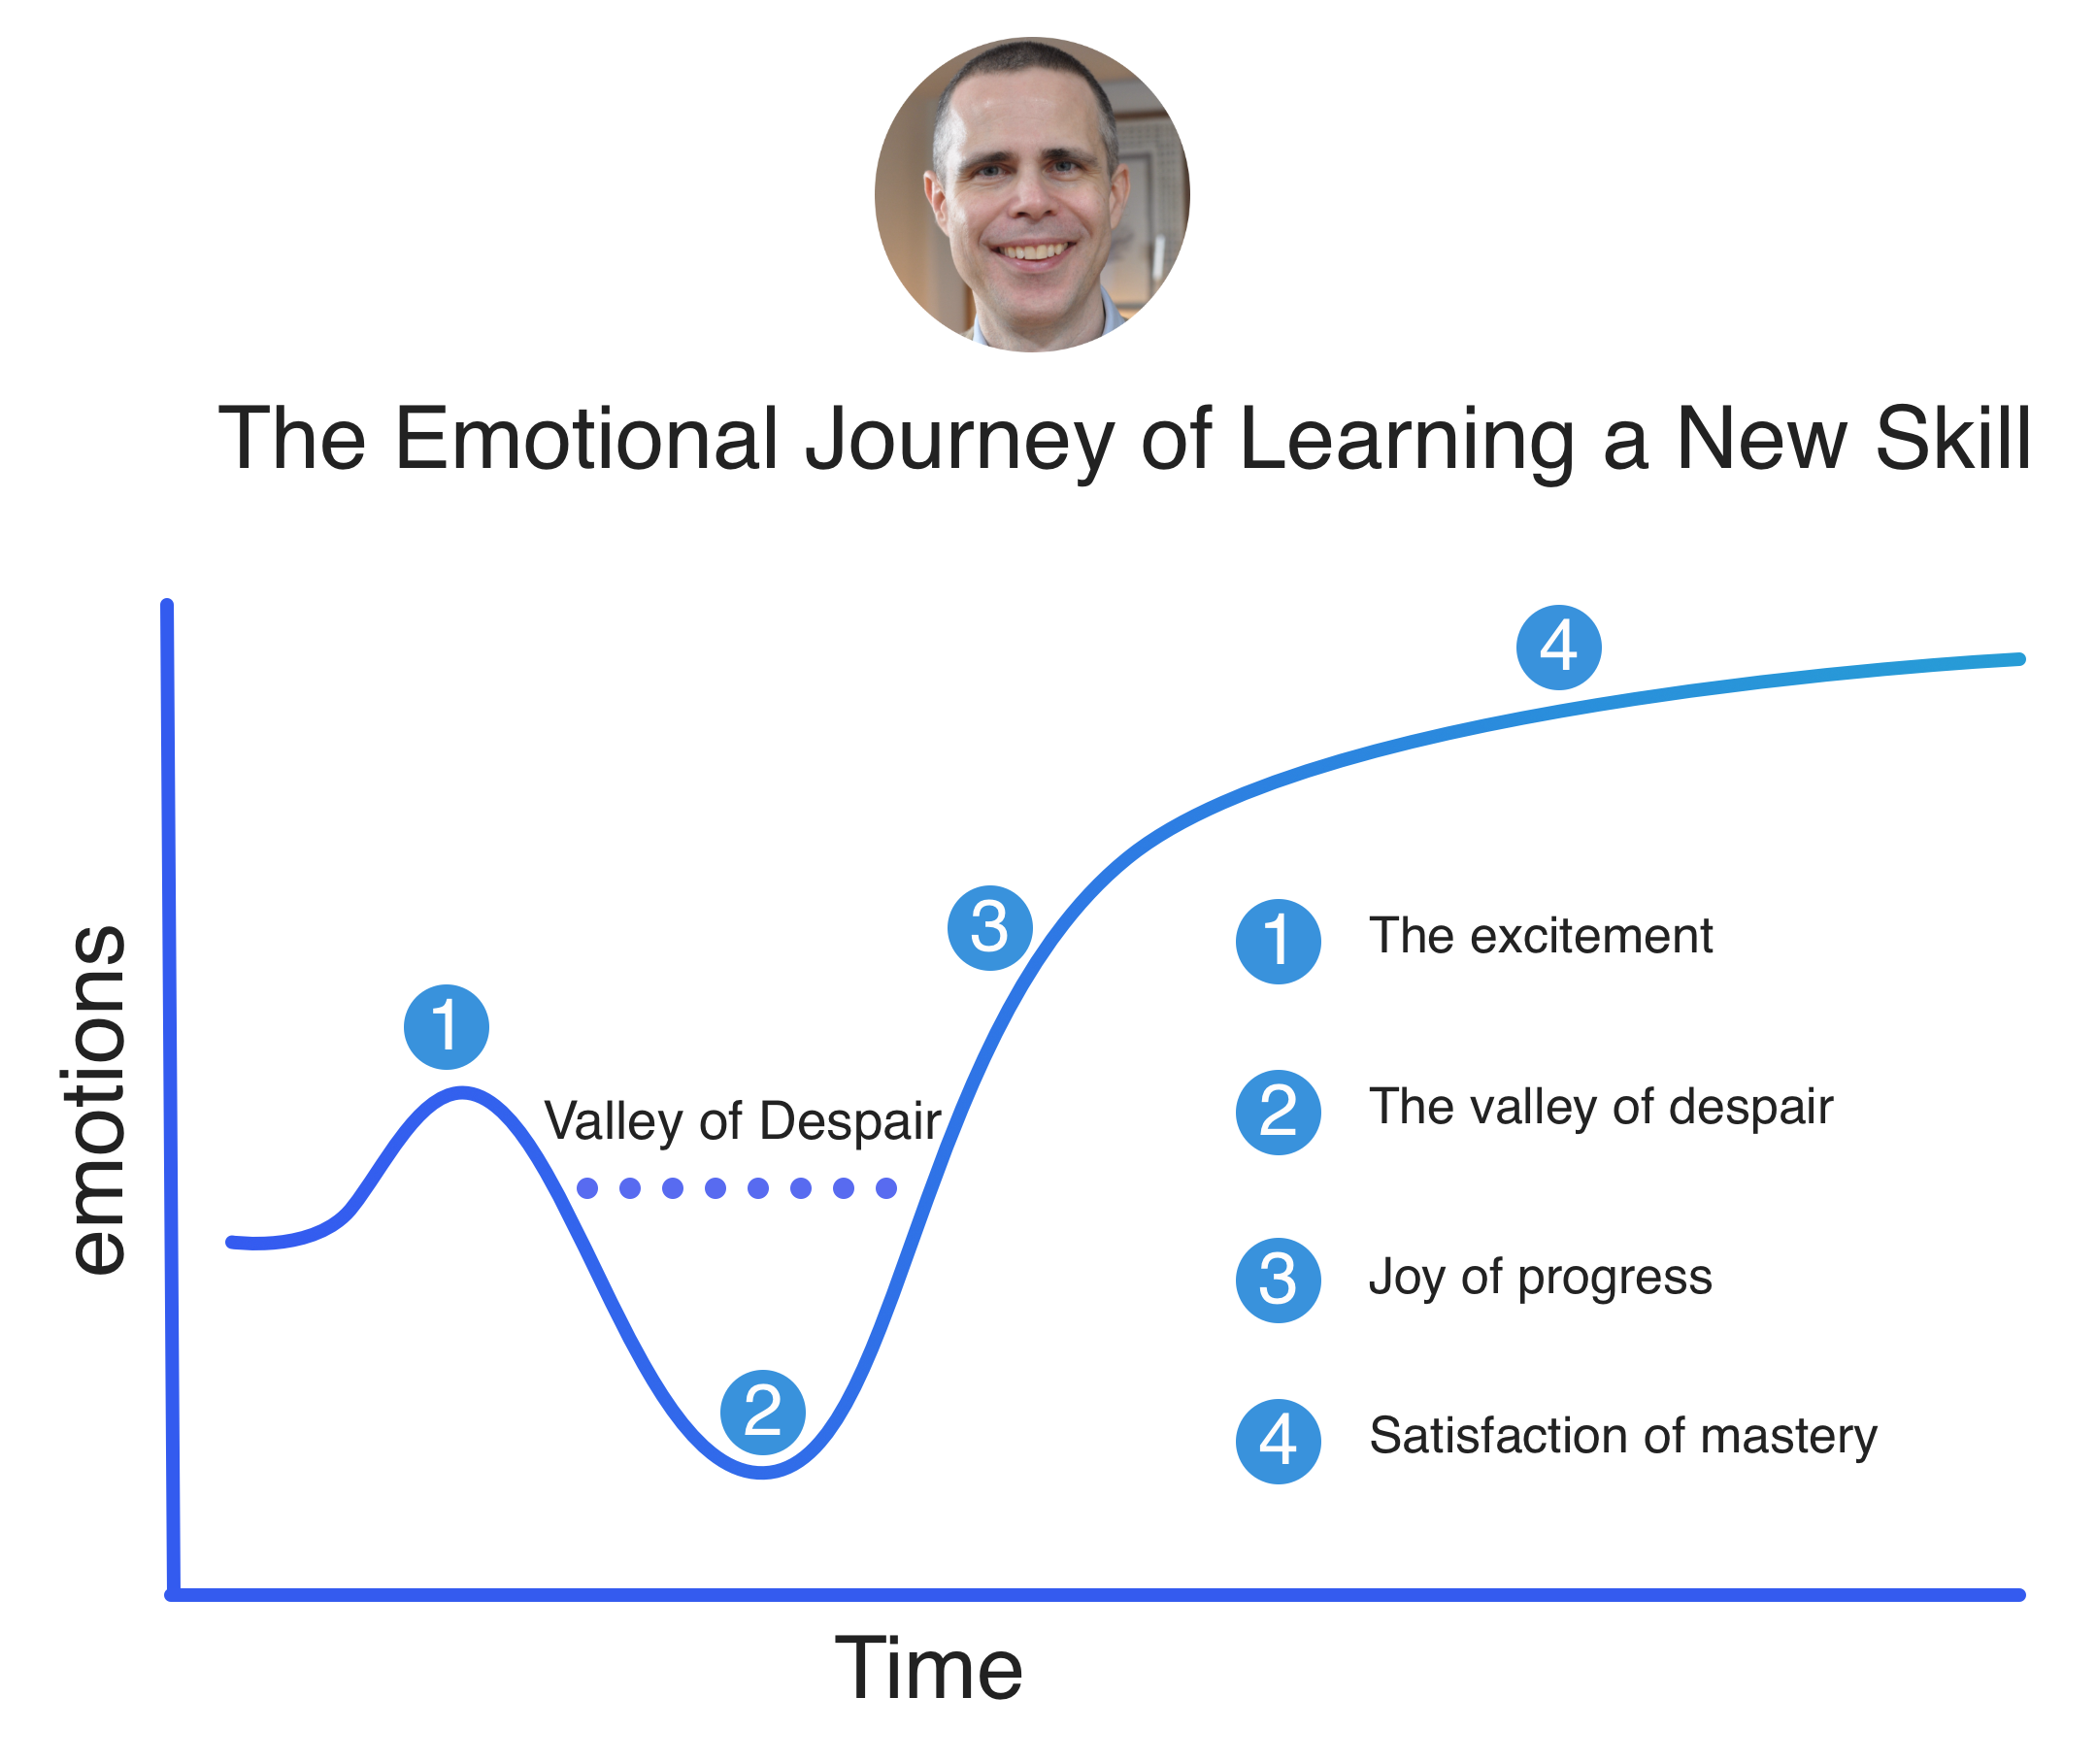 The Emotional Journey of Learning a New Skill
emotions
4
3
1
Valley of Despair
2
1 The excitement
2 The valley of despair
3 Joy of progress
4 Satisfaction of mastery
Time